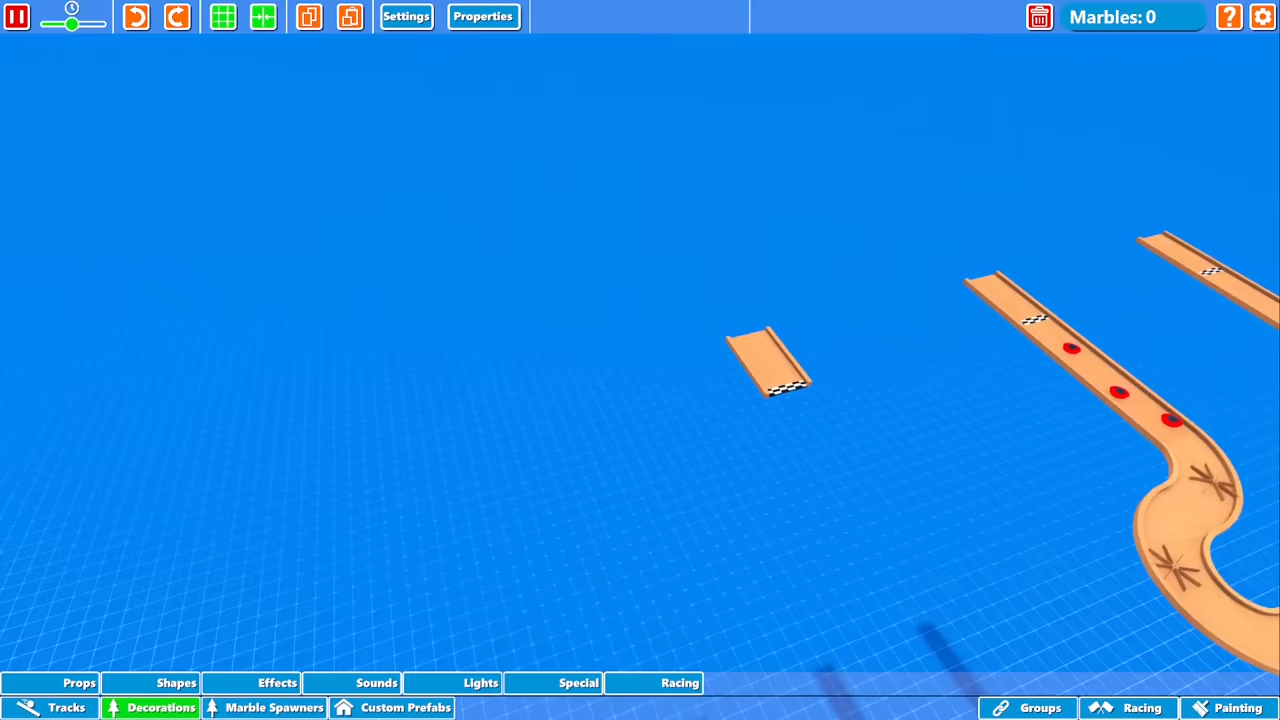 Settings
Properties
Marbles: 0
?
Props
Shapes
Effects
Sounds
Lights
Special
Racing
Tracks
Decorations
Marble Spawners
Custom Prefabs
Groups
Racing
Painting